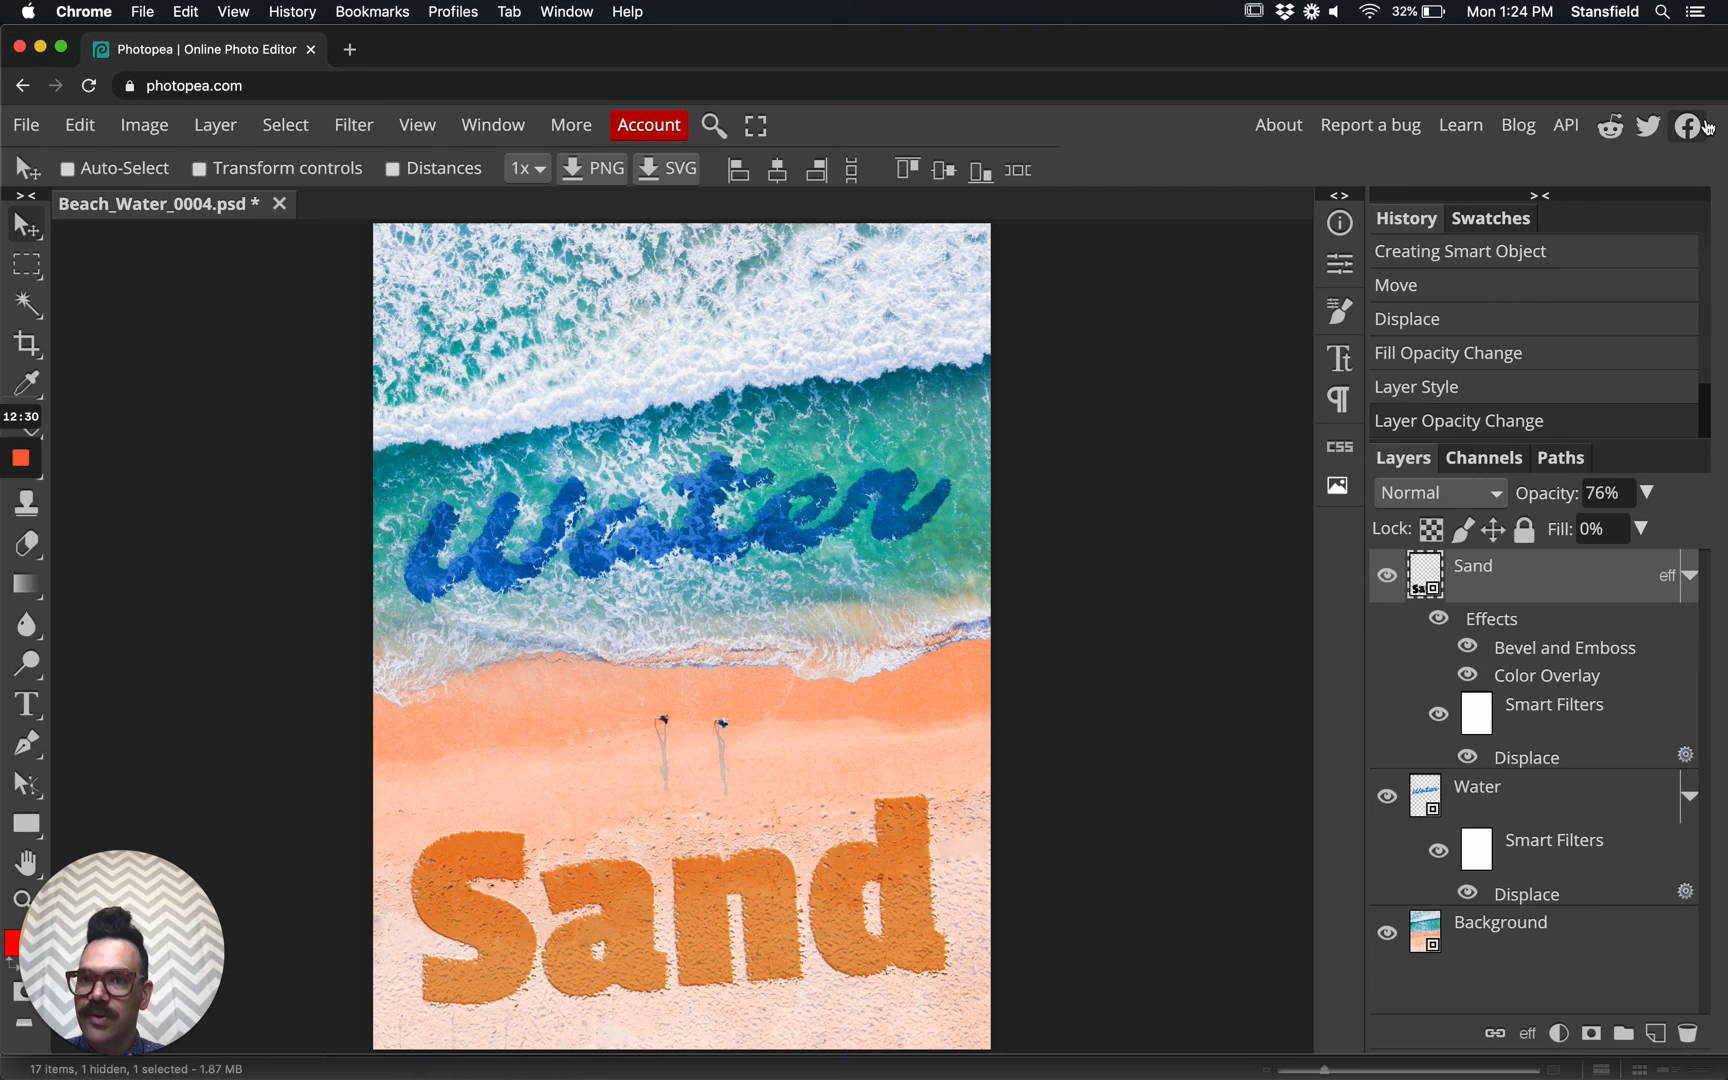 Chrome File Edit View History Bookmarks Profiles Tab Window Help 32% Mon 1:24 PM Stansfield
Photopea | Online Photo Editor
photopea.com
File Edit Image Layer Select Filter View Window More Account About Report a bug Learn Blog API
Auto-Select Transform controls Distances 1x PNG SVG
> < < > > <
Beach_Water_0004.psd *
History Swatches
Creating Smart Object
Move
Displace
Fill Opacity Change
Layer Style
Layer Opacity Change
12:30
Layers Channels Paths
CSS
Normal Opacity: 76%
Lock: Fill: 0%
Sand eff
Effects
Bevel and Emboss
Color Overlay
Smart Filters
Displace
Water
Smart Filters
Displace
Background
Water
Sand
eff
17 items, 1 hidden, 1 selected - 1.87 MB